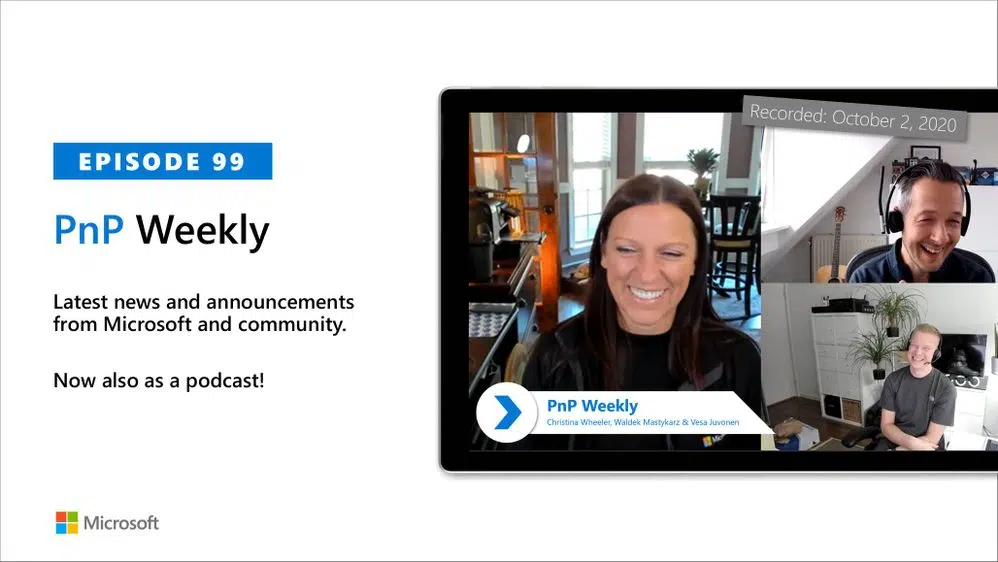 EPISODE 99
PnP Weekly
Latest news and announcements
from Microsoft and community.
Now also as a podcast!
Microsoft
Recorded: October 2, 2020
PnP Weekly
Christina Wheeler, Waldek Mastykarz & Vesa Juvonen